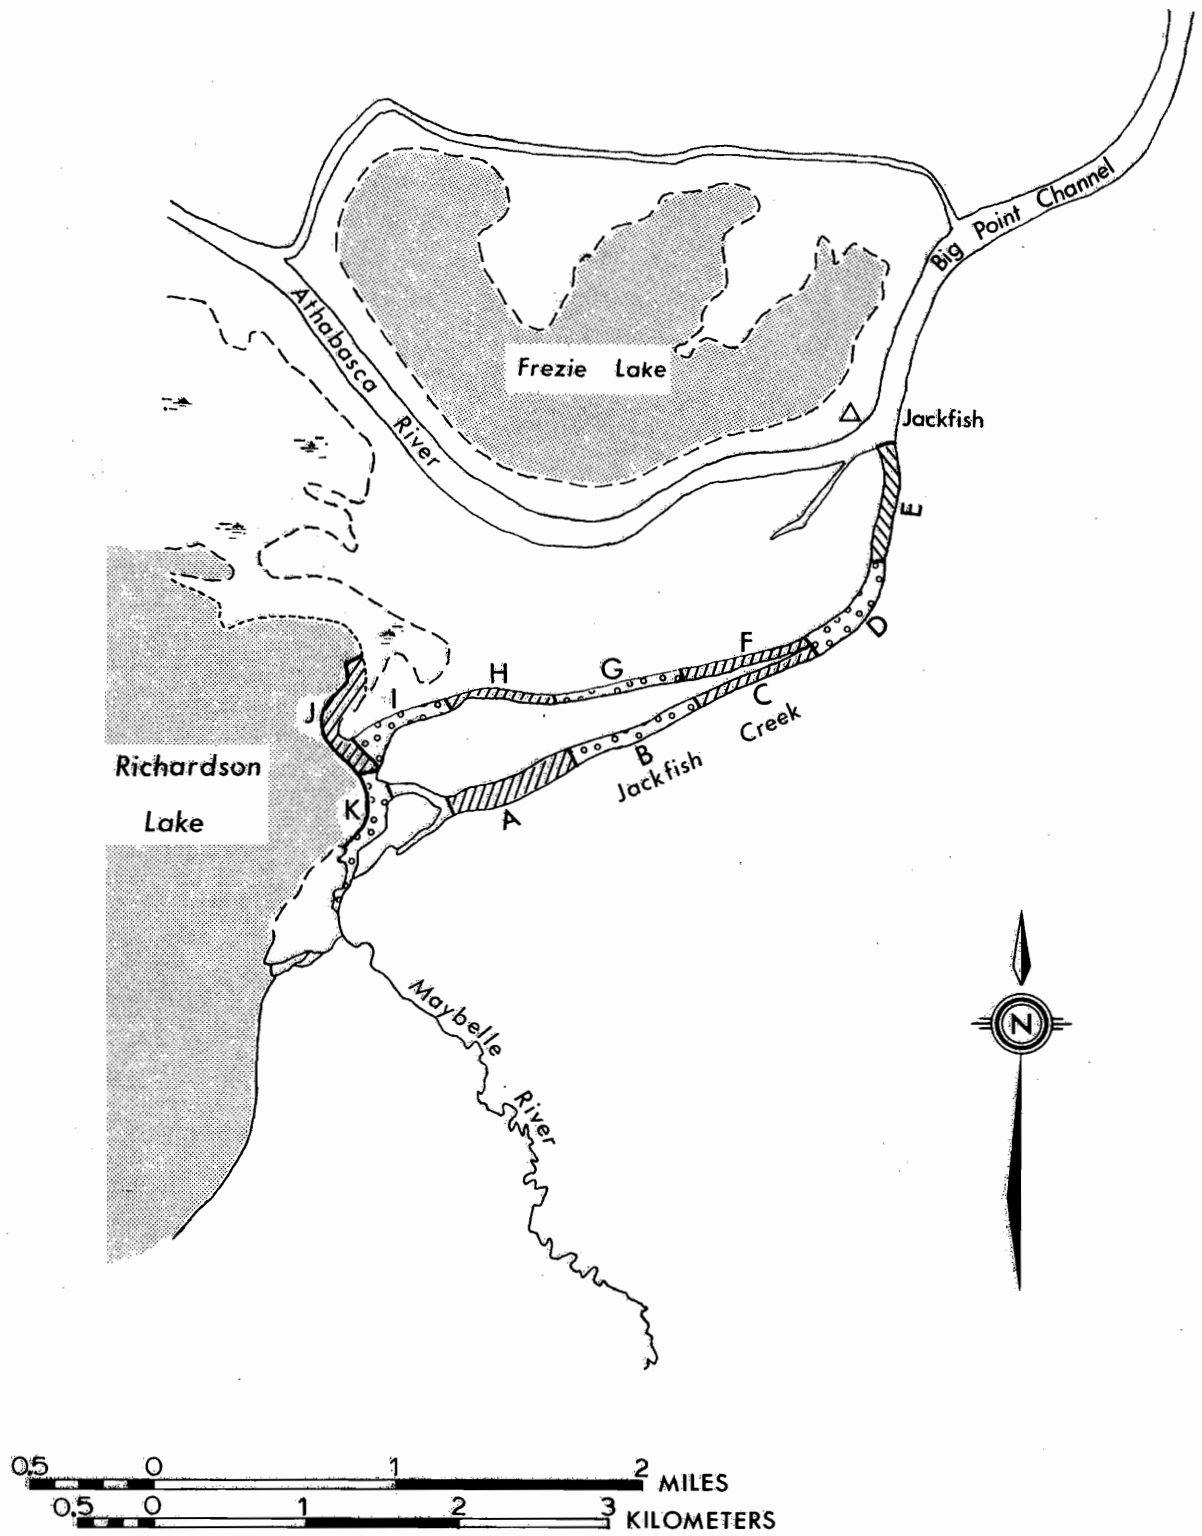 Big Point Channel
Athabasca River
Frezie Lake
Jackfish
E
D
F
H
G
I
C
J
Creek
B
Jackfish
Richardson
Lake
K
A
Maybelle
River
N
0.5 0 1 2 MILES
0.5 0 1 2 3 KILOMETERS